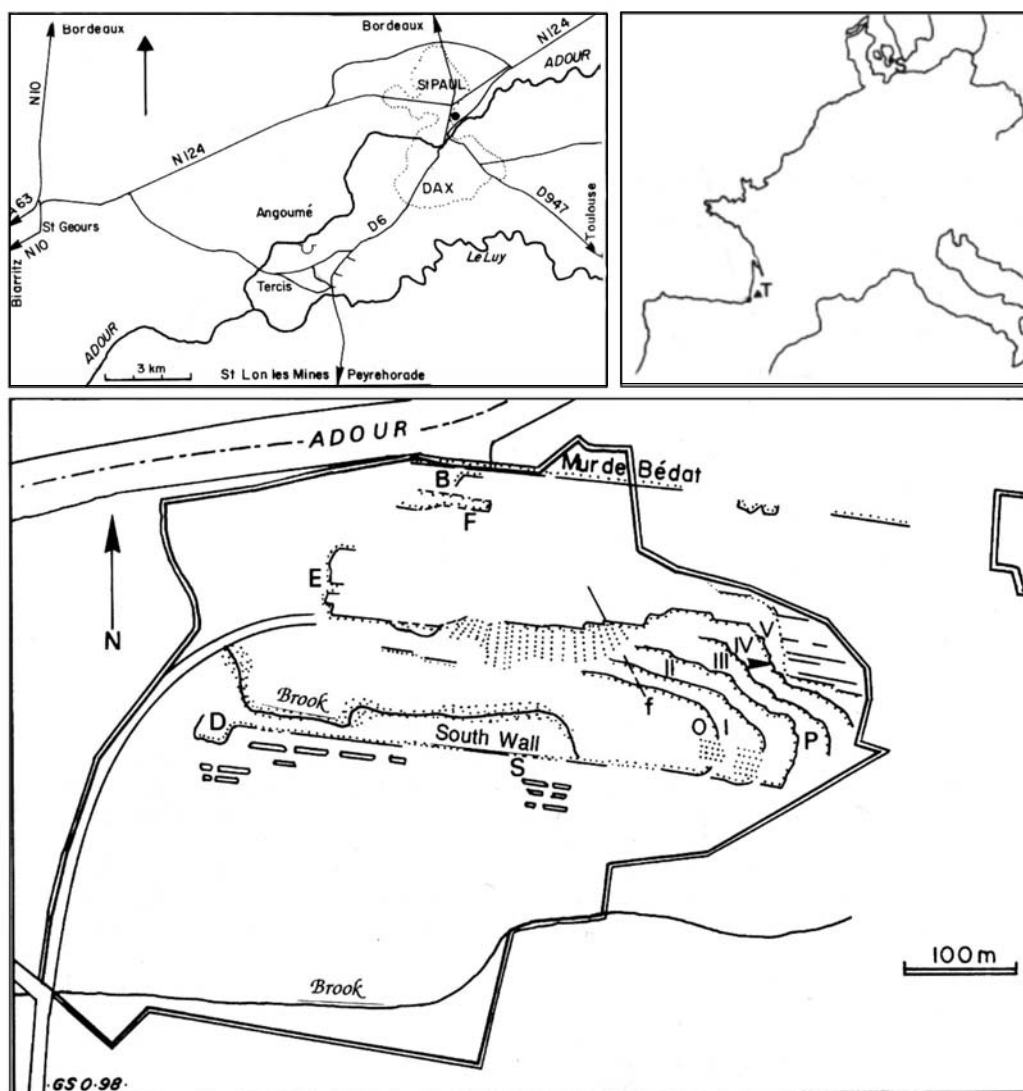 Bordeaux
Bordeaux
N124
ADOUR
St PAUL
N10
N124
DAX
63
St Geours
N10
Biarritz
Angoumé
D6
D947
Toulouse
Le Luy
Tercis
ADOUR
3 km
St Lon les Mines
Peyrehorade
T
ADOUR
Mur de Bédat
B
F
N
E
V
IV
III
II
f
Brook
D
South Wall
O
I
P
S
100m
Brook
·GS O·98·